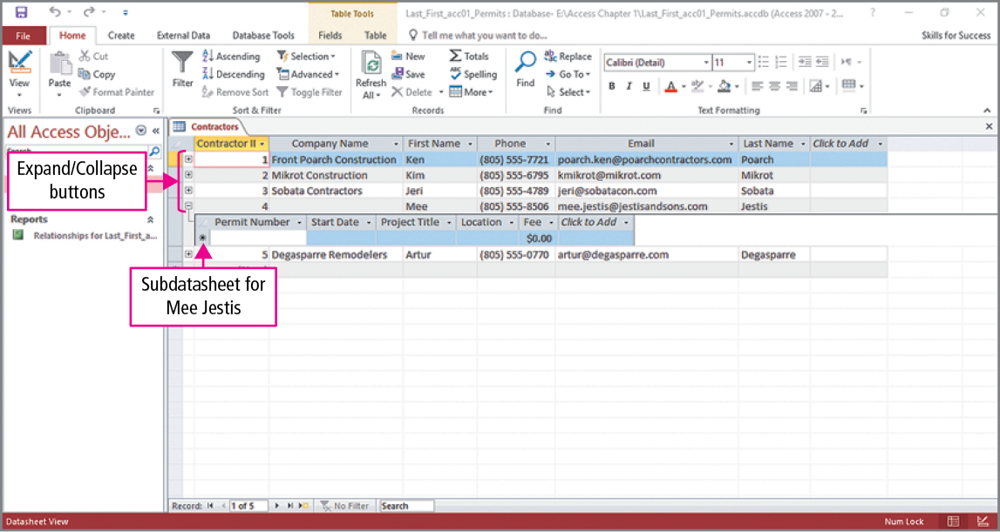 Table Tools
Last_First_acc01_Permits : Database- E:\Access Chapter 1\Last_First_acc01_Permits.accdb (Access 2007 - 2...
?
File Home Create External Data Database Tools Fields Table Tell me what you want to do...
Skills for Success
View
Views
Paste
Cut
Copy
Format Painter
Clipboard
Filter
Ascending
Descending
Remove Sort
Selection
Advanced
Toggle Filter
Sort & Filter
Refresh
All
New
Save
Delete
Totals
Spelling
More
Records
Find
Replace
Go To
Select
Find
Calibri (Detail) 11
B I U A
Text Formatting
All Access Obje...
Expand/Collapse
buttons
Reports
Relationships for Last_First_a...
Contractors
Contractor II Company Name First Name Phone Email Last Name Click to Add
1 Front Poarch Construction Ken (805) 555-7721 poarch.ken@poarchcontractors.com Poarch
2 Mikrot Construction Kim (805) 555-6795 kmikrot@mikrot.com Mikrot
3 Sobata Contractors Jeri (805) 555-4789 jeri@sobatacon.com Sobata
4 Mee (805) 555-8506 mee.jestis@jestisandsons.com Jestis
Permit Number Start Date Project Title Location Fee Click to Add
$0.00
5 Degasparre Remodelers Artur (805) 555-0770 artur@degasparre.com Degasparre
Subdatasheet for
Mee Jestis
Record: 1 of 5 No Filter Search
Datasheet View
Num Lock